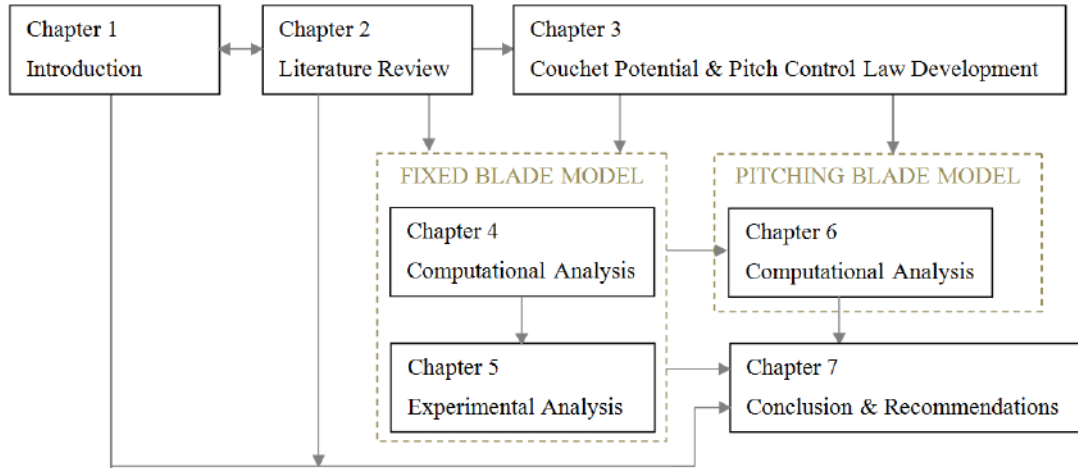 Chapter 1
Introduction
Chapter 2
Literature Review
Chapter 3
Couchet Potential & Pitch Control Law Development
FIXED BLADE MODEL
PITCHING BLADE MODEL
Chapter 4
Computational Analysis
Chapter 6
Computational Analysis
Chapter 5
Experimental Analysis
Chapter 7
Conclusion & Recommendations